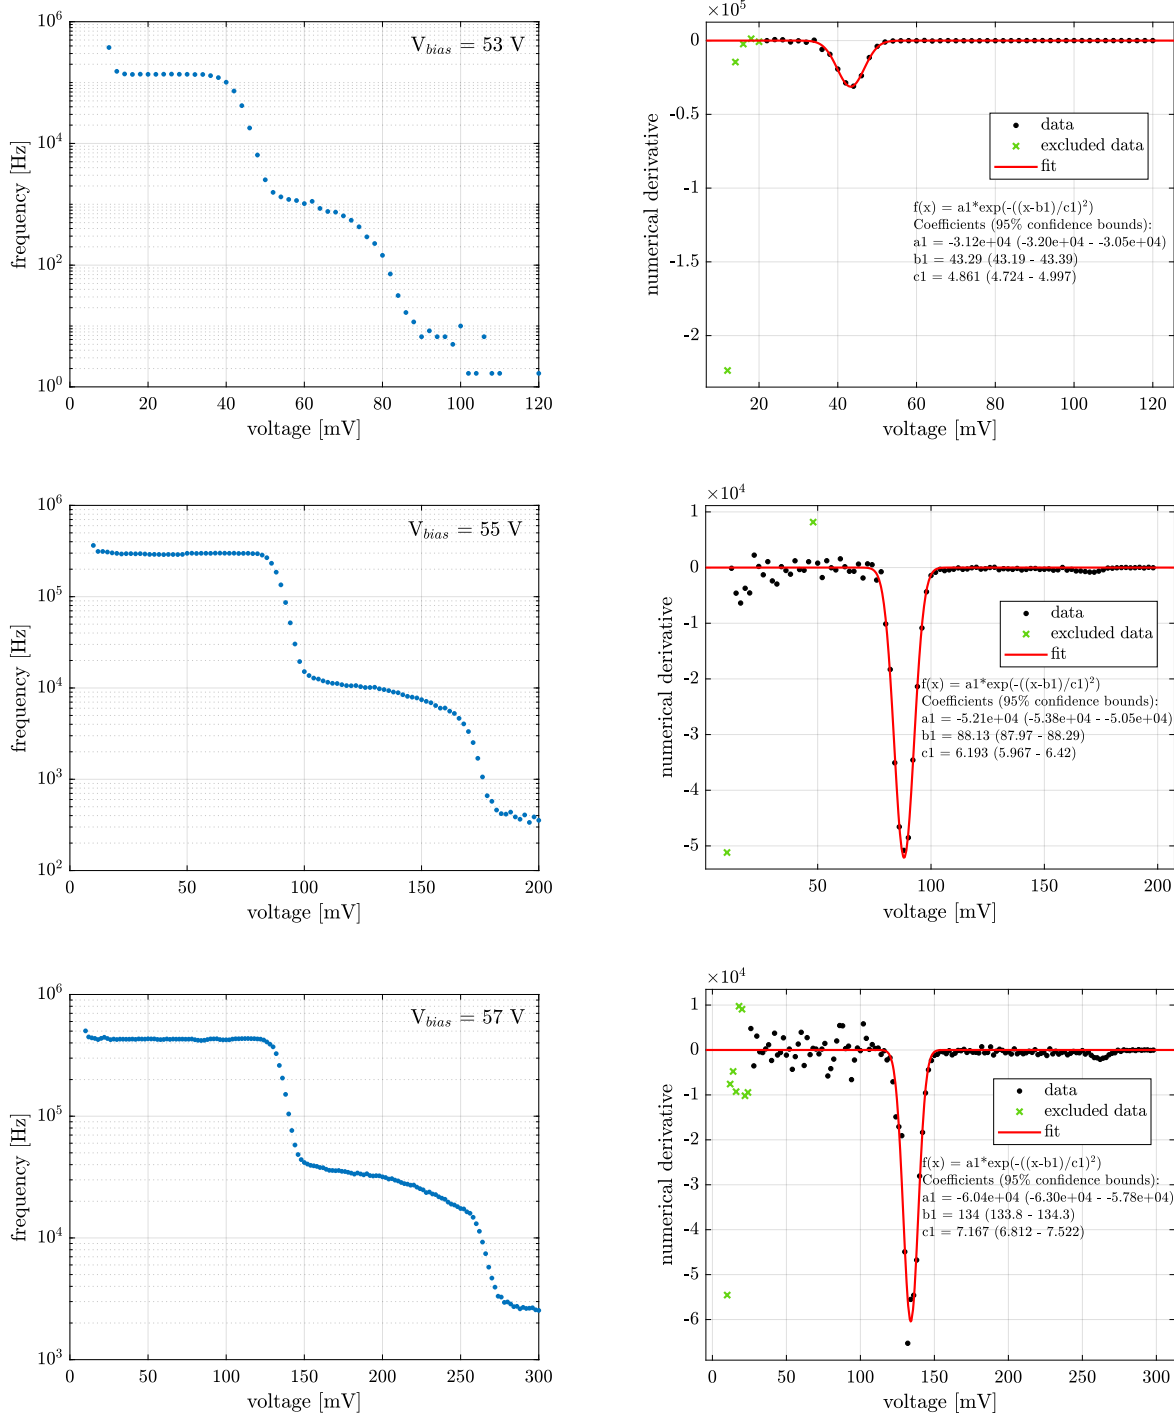 V_bias = 53 V
10^6
10^4
10^2
10^0
frequency [Hz]
0 20 40 60 80 100 120
voltage [mV]
×10^5
0
-0.5
-1
-1.5
-2
numerical derivative
data
excluded data
fit
f(x) = a1*exp(-((x-b1)/c1)^2)
Coefficients (95% confidence bounds):
a1 = -3.12e+04 (-3.20e+04 - -3.05e+04)
b1 = 43.29 (43.19 - 43.39)
c1 = 4.861 (4.724 - 4.997)
20 40 60 80 100 120
voltage [mV]
V_bias = 55 V
10^6
10^5
10^4
10^3
10^2
frequency [Hz]
0 50 100 150 200
voltage [mV]
×10^4
1
0
-1
-2
-3
-4
-5
numerical derivative
data
excluded data
fit
f(x) = a1*exp(-((x-b1)/c1)^2)
Coefficients (95% confidence bounds):
a1 = -5.21e+04 (-5.38e+04 - -5.05e+04)
b1 = 88.13 (87.97 - 88.29)
c1 = 6.193 (5.967 - 6.42)
50 100 150 200
voltage [mV]
V_bias = 57 V
10^6
10^5
10^4
10^3
frequency [Hz]
0 50 100 150 200 250 300
voltage [mV]
×10^4
1
0
-1
-2
-3
-4
-5
-6
numerical derivative
data
excluded data
fit
f(x) = a1*exp(-((x-b1)/c1)^2)
Coefficients (95% confidence bounds):
a1 = -6.04e+04 (-6.30e+04 - -5.78e+04)
b1 = 134 (133.8 - 134.3)
c1 = 7.167 (6.812 - 7.522)
0 50 100 150 200 250 300
voltage [mV]